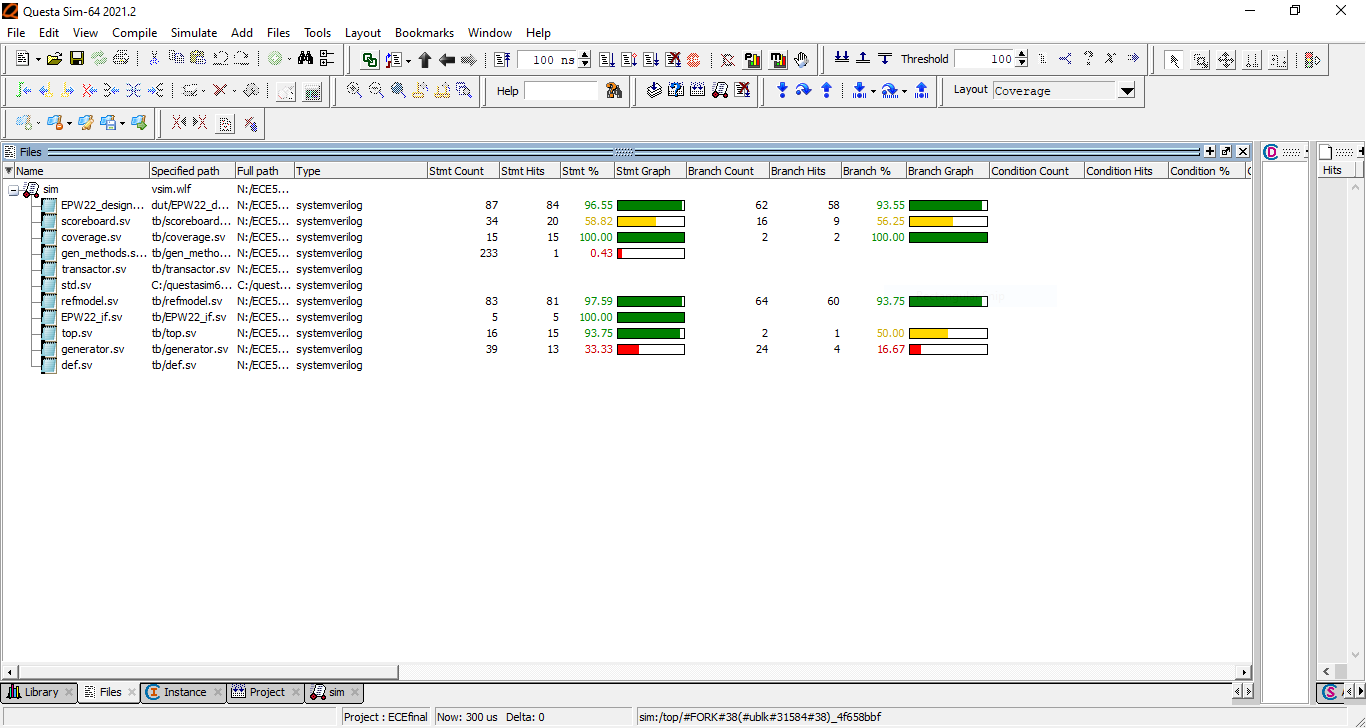 Questa Sim-64 2021.2
File Edit View Compile Simulate Add Files Tools Layout Bookmarks Window Help
100 ns Threshold 100
Help Layout Coverage
Files
Name Specified path Full path Type Stmt Count Stmt Hits Stmt % Stmt Graph Branch Count Branch Hits Branch % Branch Graph Condition Count Condition Hits Condition % Hits
sim vsim.wlf N:/ECE5...
EPW22_design... dut/EPW22_d... N:/ECE5... systemverilog 87 84 96.55 62 58 93.55
scoreboard.sv tb/scoreboard... N:/ECE5... systemverilog 34 20 58.82 16 9 56.25
coverage.sv tb/coverage.sv N:/ECE5... systemverilog 15 15 100.00 2 2 100.00
gen_methods.s... tb/gen_metho... N:/ECE5... systemverilog 233 1 0.43
transactor.sv tb/transactor.sv N:/ECE5... systemverilog
std.sv C:/questasim6... C:/quest... systemverilog
refmodel.sv tb/refmodel.sv N:/ECE5... systemverilog 83 81 97.59 64 60 93.75
EPW22_if.sv tb/EPW22_if.sv N:/ECE5... systemverilog 5 5 100.00
top.sv tb/top.sv N:/ECE5... systemverilog 16 15 93.75 2 1 50.00
generator.sv tb/generator.sv N:/ECE5... systemverilog 39 13 33.33 24 4 16.67
def.sv tb/def.sv N:/ECE5... systemverilog
Library Files Instance Project sim
Project : ECEfinal Now: 300 us Delta: 0 sim:/top/#FORK#38(#ublk#31584#38)_4f658bbf